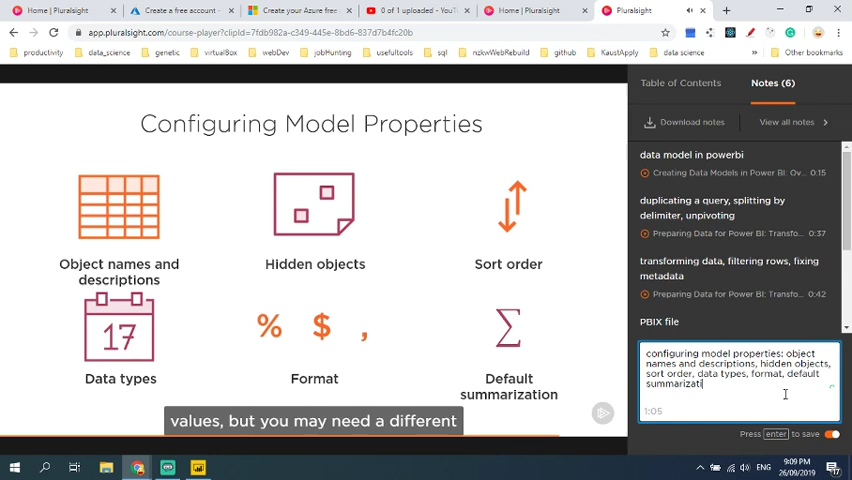 Home | Pluralsight
Create a free account -
Create your Azure free
0 of 1 uploaded - YouT
Home | Pluralsight
Pluralsight
app.pluralsight.com/course-player?clipId=7fdb982a-c349-445e-8bd6-837d7b4fc20b
productivity
data_science
genetic
virtualBox
webDev
jobHunting
usefultools
sql
nzkwWebRebuild
github
KaustApply
data science
Other bookmarks
Configuring Model Properties
Object names and
descriptions
Hidden objects
Sort order
17
% $ ,
Σ
Data types
Format
Default
summarization
values, but you may need a different
Table of Contents
Notes (6)
Download notes
View all notes
data model in powerbi
Creating Data Models in Power BI: Ov... 0:15
duplicating a query, splitting by
delimiter, unpivoting
Preparing Data for Power BI: Transfo... 0:37
transforming data, filtering rows, fixing
metadata
Preparing Data for Power BI: Transfo... 0:42
PBIX file
configuring model properties: object
names and descriptions, hidden objects,
sort order, data types, format, default
summarizati
1:05
Press enter to save
ENG
9:09 PM
26/09/2019
17